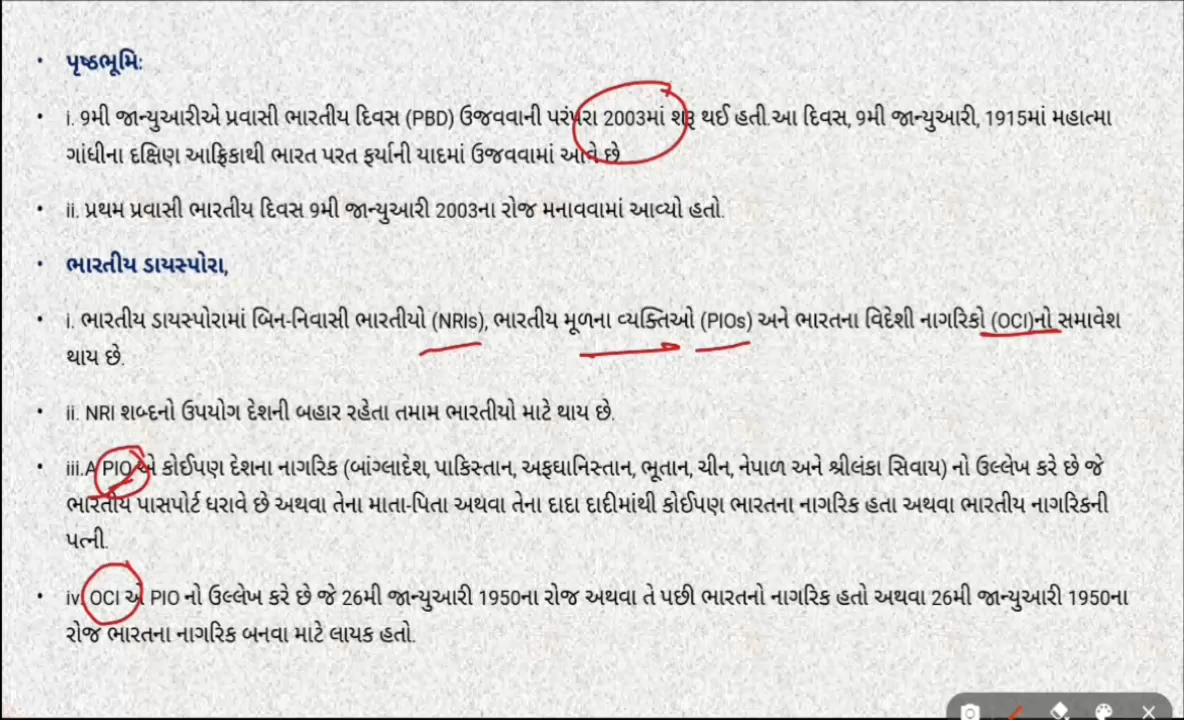 • પૃષ્ઠભૂમિ:
• i. 9મી જાન્યુઆરીએ પ્રવાસી ભારતીય દિવસ (PBD) ઉજવવાની પરંપરા 2003માં શરૂ થઈ હતી.આ દિવસ, 9મી જાન્યુઆરી, 1915માં મહાત્મા
ગાંધીના દક્ષિણ આફ્રિકાથી ભારત પરત ફર્યાની યાદમાં ઉજવવામાં આવે છે
• ii. પ્રથમ પ્રવાસી ભારતીય દિવસ 9મી જાન્યુઆરી 2003ના રોજ મનાવવામાં આવ્યો હતો.
• ભારતીય ડાયસ્પોરા,
• i. ભારતીય ડાયસ્પોરામાં બિન-નિવાસી ભારતીયો (NRIs), ભારતીય મૂળના વ્યક્તિઓ (PIOs) અને ભારતના વિદેશી નાગરિકો (OCI)નો સમાવેશ
થાય છે.
• ii. NRI શબ્દનો ઉપયોગ દેશની બહાર રહેતા તમામ ભારતીયો માટે થાય છે.
• iii.A PIO એ કોઈપણ દેશના નાગરિક (બાંગ્લાદેશ, પાકિસ્તાન, અફઘાનિસ્તાન, ભૂતાન, ચીન, નેપાળ અને શ્રીલંકા સિવાય) નો ઉલ્લેખ કરે છે જે
ભારતીય પાસપોર્ટ ધરાવે છે અથવા તેના માતા-પિતા અથવા તેના દાદા દાદીમાંથી કોઈપણ ભારતના નાગરિક હતા અથવા ભારતીય નાગરિકની
પત્ની.
• iv. OCI એ PIO નો ઉલ્લેખ કરે છે જે 26મી જાન્યુઆરી 1950ના રોજ અથવા તે પછી ભારતનો નાગરિક હતો અથવા 26મી જાન્યુઆરી 1950ના
રોજ ભારતના નાગરિક બનવા માટે લાયક હતો.